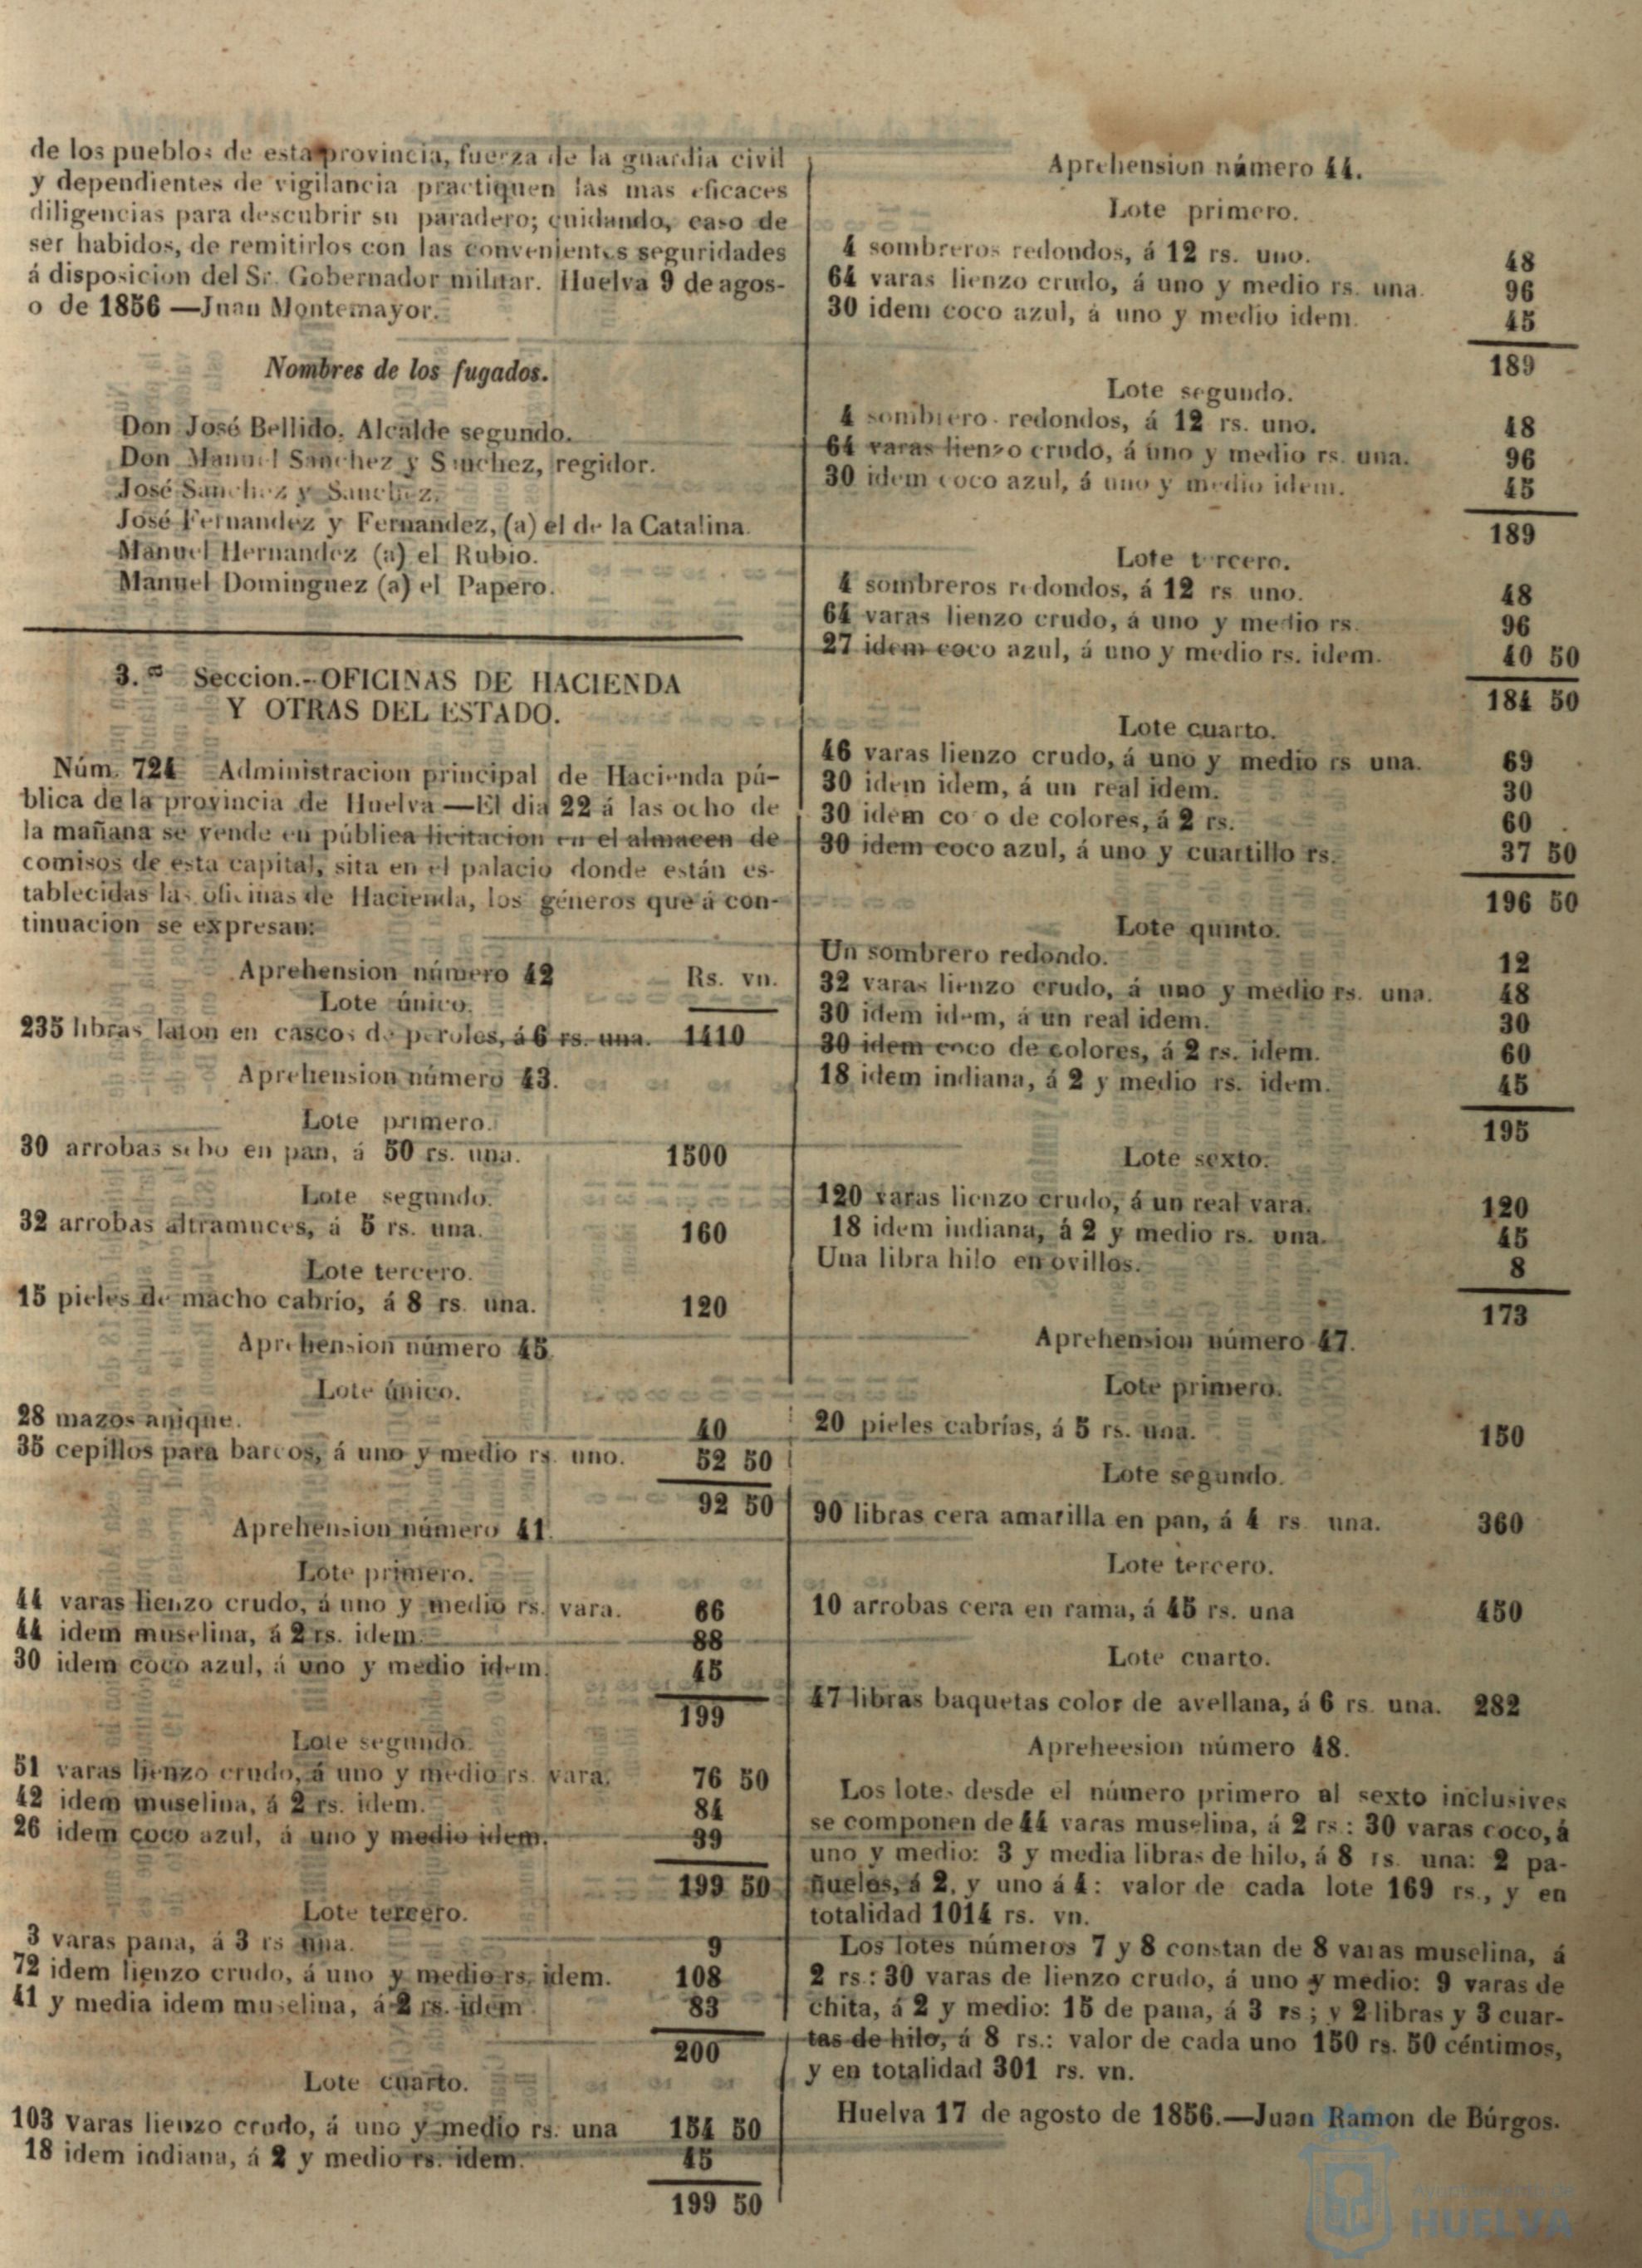 de los pueblos de esta provincia, fuerza de la guardia civil
y dependientes de vigilancia practiquen las mas eficaces
diligencias para descubrir su paradero; cuidando, caso de
ser habidos, de remitirlos con las convenientes seguridades
á disposicion del Sr. Gobernador militar. Huelva 9 de agos-
o de 1856 —Juan Montemayor.
Nombres de los fugados.
Don José Bellido, Alcalde segundo.
Don Manuel Sanchez y Sanchez, regidor.
José Sanchez y Sanchez.
José Fernandez y Fernandez, (a) el de la Catalina.
Manuel Hernandez (a) el Rubio.
Manuel Dominguez (a) el Papero.
3.ª Seccion.-OFICINAS DE HACIENDA
Y OTRAS DEL ESTADO.
Núm. 724 Administracion principal de Hacienda pú-
blica de la provincia de Huelva —El dia 22 á las ocho de
la mañana se vende en pública licitacion en el almacen de
comisos de esta capital, sita en el palacio donde están es-
tablecidas las oficinas de Hacienda, los géneros que á con-
tinuacion se expresan:
Aprehension número 42 Rs. vn.
Lote único.
235 libras laton en cascos de peroles, á 6 rs. una. 1410
Aprehension número 43.
Lote primero.
30 arrobas sebo en pan, á 50 rs. una. 1500
Lote segundo.
32 arrobas altramuces, á 5 rs. una. 160
Lote tercero.
15 pieles de macho cabrío, á 8 rs. una. 120
Aprehension número 45
Lote único.
28 mazos anique. 40
35 cepillos para barcos, á uno y medio rs. uno. 52 50
92 50
Aprehension número 41.
Lote primero.
44 varas lienzo crudo, á uno y medio rs. vara. 66
44 idem muselina, á 2 rs. idem. 88
30 idem coco azul, á uno y medio idem. 45
199
Lote segundo.
51 varas lienzo crudo, á uno y medio rs. vara. 76 50
42 idem muselina, á 2 rs. idem. 84
26 idem coco azul, á uno y medio idem. 39
199 50
Lote tercero.
3 varas pana, á 3 rs una. 9
72 idem lienzo crudo, á uno y medio rs. idem. 108
41 y media idem muselina, á 2 rs. idem 83
200
Lote cuarto.
103 varas lienzo crudo, á uno y medio rs. una 154 50
18 idem indiana, á 2 y medio rs. idem. 45
199 50
Aprehension número 44.
Lote primero.
4 sombreros redondos, á 12 rs. uno. 48
64 varas lienzo crudo, á uno y medio rs. una. 96
30 idem coco azul, á uno y medio idem. 45
189
Lote segundo.
4 sombrero redondos, á 12 rs. uno. 48
64 varas lienzo crudo, á uno y medio rs. una. 96
30 idem coco azul, á uno y medio idem. 45
189
Lote tercero.
4 sombreros redondos, á 12 rs uno. 48
64 varas lienzo crudo, á uno y medio rs. 96
27 idem coco azul, á uno y medio rs. idem. 40 50
184 50
Lote cuarto.
46 varas lienzo crudo, á uno y medio rs una. 69
30 idem idem, á un real idem. 30
30 idem co o de colores, á 2 rs. 60
30 idem coco azul, á uno y cuartillo rs. 37 50
196 50
Lote quinto.
Un sombrero redondo. 12
32 varas lienzo crudo, á uno y medio rs. una. 48
30 idem idem, á un real idem. 30
30 idem coco de colores, á 2 rs. idem. 60
18 idem indiana, á 2 y medio rs. idem. 45
195
Lote sexto.
120 varas lienzo crudo, á un real vara. 120
18 idem indiana, á 2 y medio rs. una. 45
Una libra hilo en ovillos. 8
173
Aprehension número 47.
Lote primero.
20 pieles cabrías, á 5 rs. una. 150
Lote segundo.
90 libras cera amarilla en pan, á 4 rs una. 360
Lote tercero.
10 arrobas cera en rama, á 45 rs. una 450
Lote cuarto.
47 libras baquetas color de avellana, á 6 rs. una. 282
Apreheesion número 48.
Los lotes desde el número primero al sexto inclusives
se componen de 44 varas muselina, á 2 rs.: 30 varas coco, á
uno y medio: 3 y media libras de hilo, á 8 rs. una: 2 pa-
ñuelos, á 2, y uno á 4: valor de cada lote 169 rs., y en
totalidad 1014 rs. vn.
Los lotes números 7 y 8 constan de 8 varas muselina, á
2 rs.: 30 varas de lienzo crudo, á uno y medio: 9 varas de
chita, á 2 y medio: 15 de pana, á 3 rs; y 2 libras y 3 cuar-
tas de hilo, á 8 rs.: valor de cada uno 150 rs. 50 céntimos,
y en totalidad 301 rs. vn.
Huelva 17 de agosto de 1856.—Juan Ramon de Búrgos.
Ayuntamiento de
HUELVA